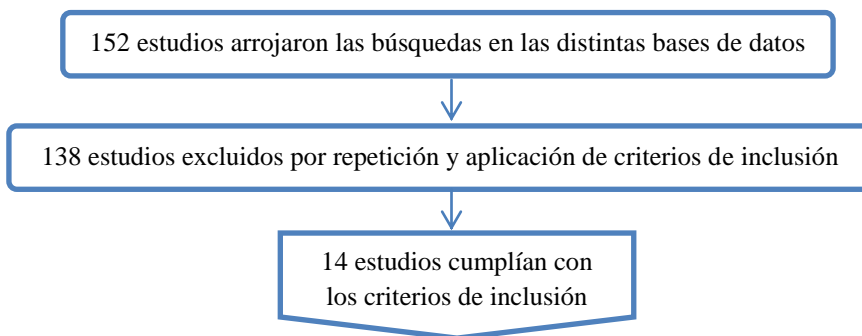 152 estudios arrojaron las búsquedas en las distintas bases de datos
138 estudios excluidos por repetición y aplicación de criterios de inclusión
14 estudios cumplían con
los criterios de inclusión